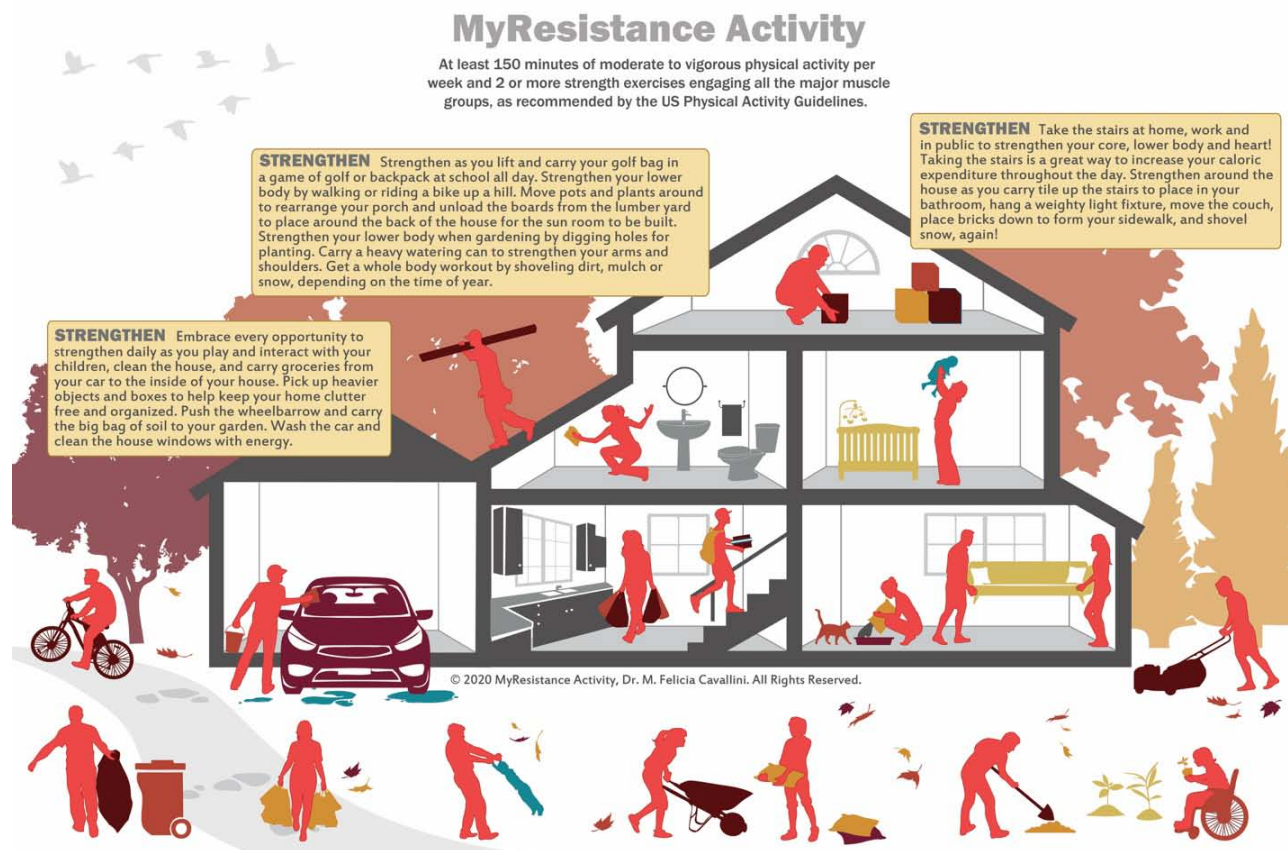 MyResistance Activity
At least 150 minutes of moderate to vigorous physical activity per
week and 2 or more strength exercises engaging all the major muscle
groups, as recommended by the US Physical Activity Guidelines.
STRENGTHEN Strengthen as you lift and carry your golf bag in
a game of golf or backpack at school all day. Strengthen your lower
body by walking or riding a bike up a hill. Move pots and plants around
to rearrange your porch and unload the boards from the lumber yard
to place around the back of the house for the sun room to be built.
Strengthen your lower body when gardening by digging holes for
planting. Carry a heavy watering can to strengthen your arms and
shoulders. Get a whole body workout by shoveling dirt, mulch or
snow, depending on the time of year.
STRENGTHEN Take the stairs at home, work and
in public to strengthen your core, lower body and heart!
Taking the stairs is a great way to increase your caloric
expenditure throughout the day. Strengthen around the
house as you carry tile up the stairs to place in your
bathroom, hang a weighty light fixture, move the couch,
place bricks down to form your sidewalk, and shovel
snow, again!
STRENGTHEN Embrace every opportunity to
strengthen daily as you play and interact with your
children, clean the house, and carry groceries from
your car to the inside of your house. Pick up heavier
objects and boxes to help keep your home clutter
free and organized. Push the wheelbarrow and carry
the big bag of soil to your garden. Wash the car and
clean the house windows with energy.
© 2020 MyResistance Activity, Dr. M. Felicia Cavallini. All Rights Reserved.